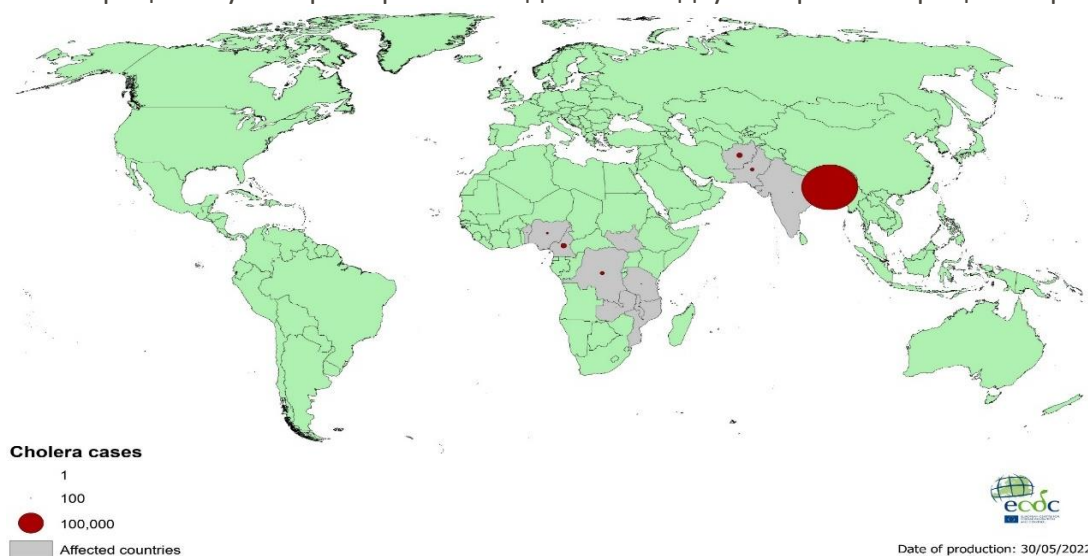 Cholera cases
1
100
100,000
Affected countries
ecdc
Date of production: 30/05/2022